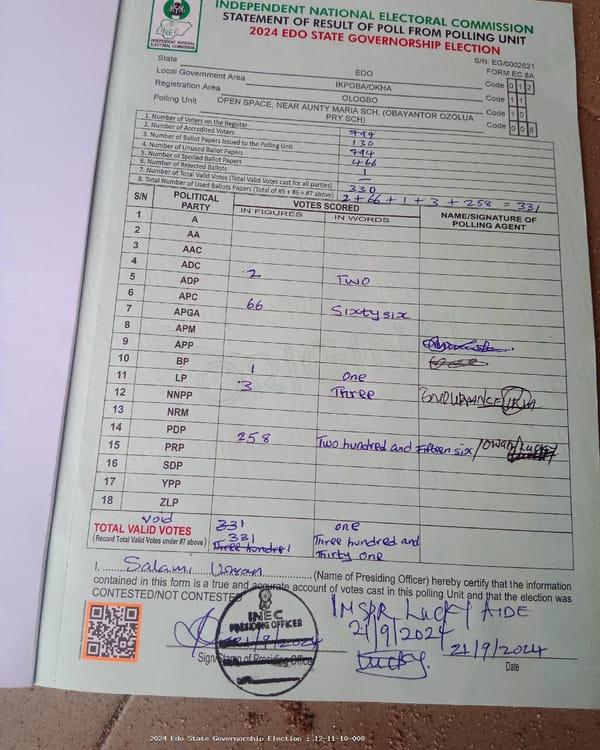 INDEPENDENT NATIONAL ELECTORAL COMMISSION
STATEMENT OF RESULT OF POLL FROM POLLING UNIT
2024 EDO STATE GOVERNORSHIP ELECTION
INEC
INDEPENDENT NATIONAL
ELECTORAL COMMISSION
S/N: EG/0002621
FORM EC 8A
State EDO Code 0 1 2
Local Government Area IKPOBA/OKHA Code 1 1
Registration Area OLOGBO Code 1 0
Polling Unit OPEN SPACE, NEAR AUNTY MARIA SCH. (OBAYANTOR OZOLUA PRY SCH) Code 0 0 8
1. Number of Voters on the Register 794
2. Number of Accredited Voters 130
3. Number of Ballot Papers Issued to the Polling Unit 794
4. Number of Unused Ballot Papers 466
5. Number of Spoiled Ballot Papers
6. Number of Rejected Ballots 1
7. Number of Total Valid Votes (Total Valid Votes cast for all parties) 330
8. Total Number of Used Ballots Papers (Total of #5 + #6 + #7 above) 2 + 66 + 1 + 3 + 258 = 331
S/N POLITICAL PARTY VOTES SCORED NAME/SIGNATURE OF POLLING AGENT
IN FIGURES IN WORDS
1 A
2 AA
3 AAC
4 ADC
5 ADP 2 Two
6 APC
7 APGA 66 Sixty six
8 APM
9 APP
10 BP
11 LP 1 one
12 NNPP 3 Three ENDURANCE
13 NRM
14 PDP
15 PRP 258 Two hundred and Fifteen six / Owan Lucky
16 SDP
17 YPP
18 ZLP
void 331 one
TOTAL VALID VOTES 331 Three hundred and Thirty one
(Record Total Valid Votes under #7 above) Three hundred
I, Salami Usman (Name of Presiding Officer) hereby certify that the information
contained in this form is a true and accurate account of votes cast in this polling Unit and that the election was
CONTESTED/NOT CONTESTED
INEC
PRESIDING OFFICER
21/9/2024
Sign/Stamp of Presiding Officer
Lucky AIDE
21/9/2024
Lucky.
21/9/2024
Date
2024 Edo State Governorship Election : 12-11-10-008